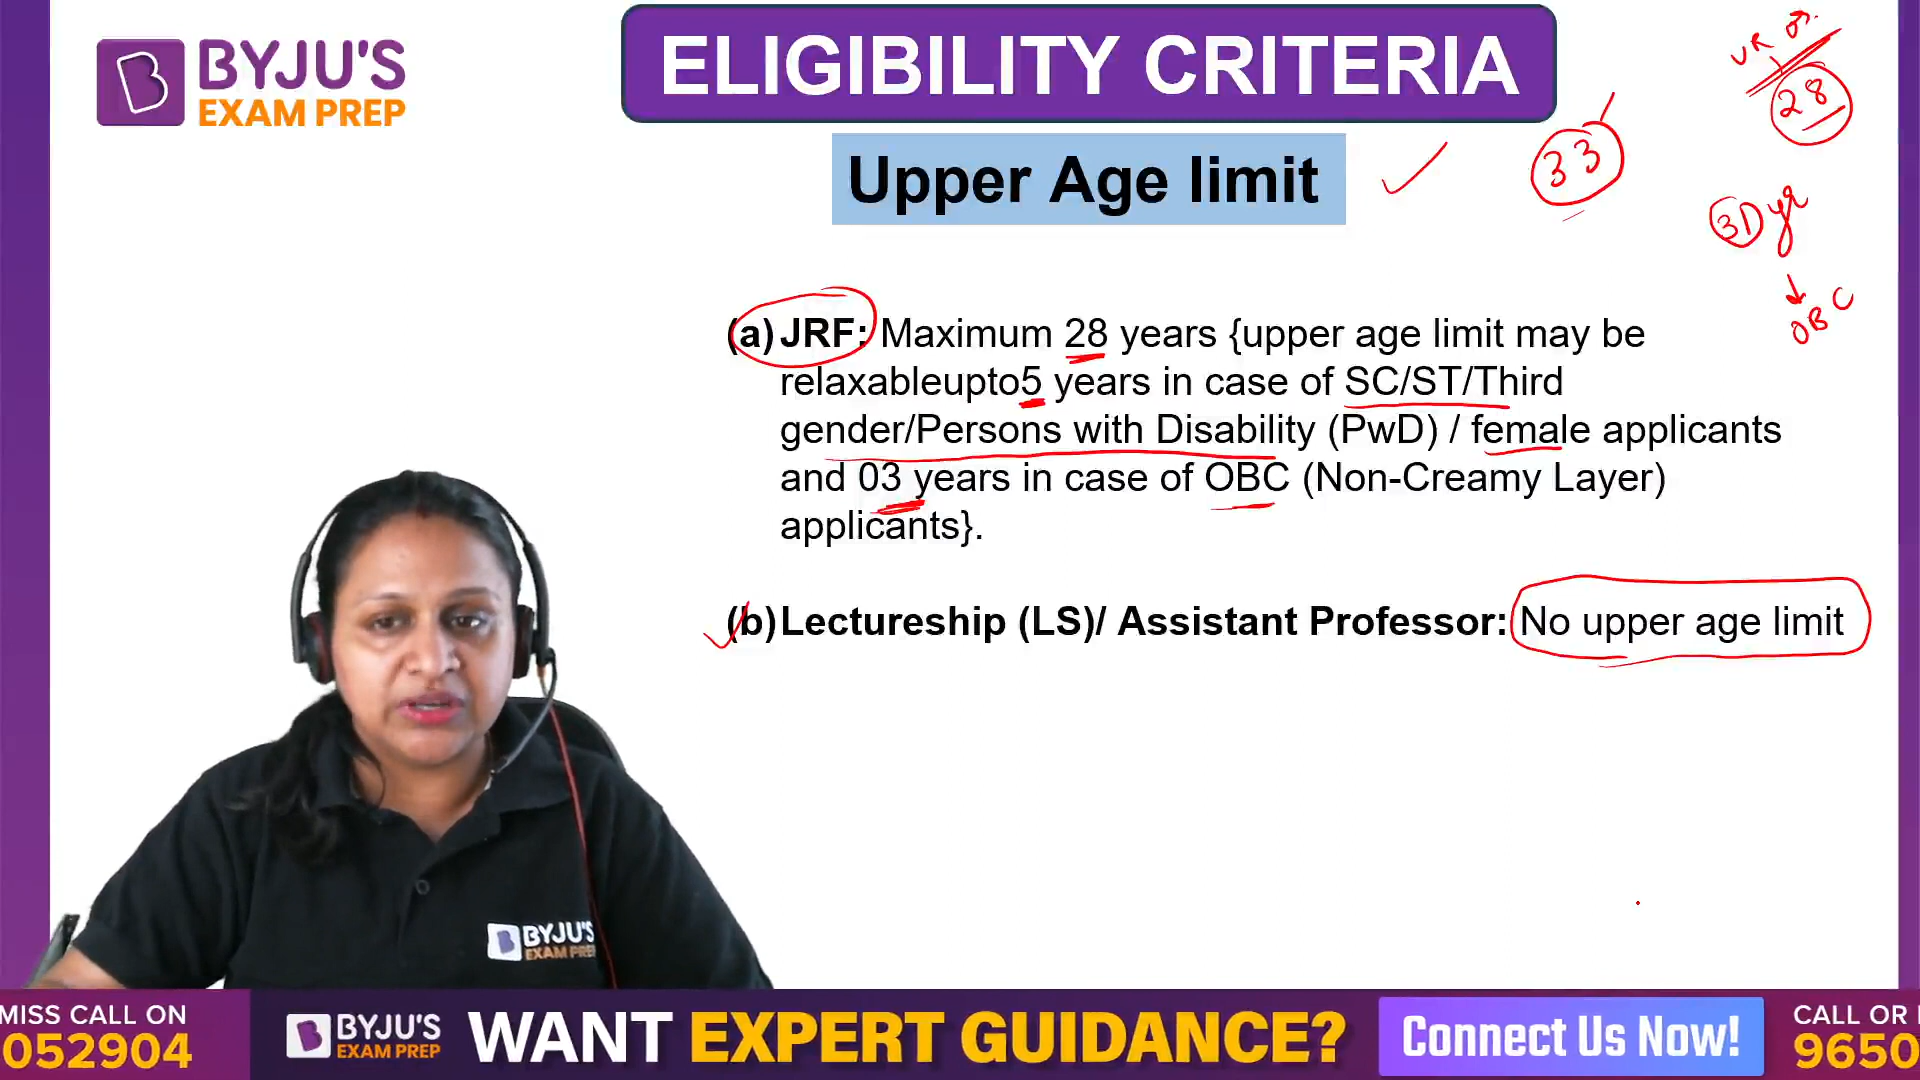 BYJU'S
EXAM PREP
ELIGIBILITY CRITERIA
UR
28
Upper Age limit
33
yr
OBC
(a) JRF: Maximum 28 years {upper age limit may be
relaxableupto5 years in case of SC/ST/Third
gender/Persons with Disability (PwD) / female applicants
and 03 years in case of OBC (Non-Creamy Layer)
applicants}.
(b) Lectureship (LS)/ Assistant Professor: No upper age limit
BYJU'S
EXAM PREP
MISS CALL ON
052904
BYJU'S
EXAM PREP
WANT EXPERT GUIDANCE?
Connect Us Now!
CALL OR
9650